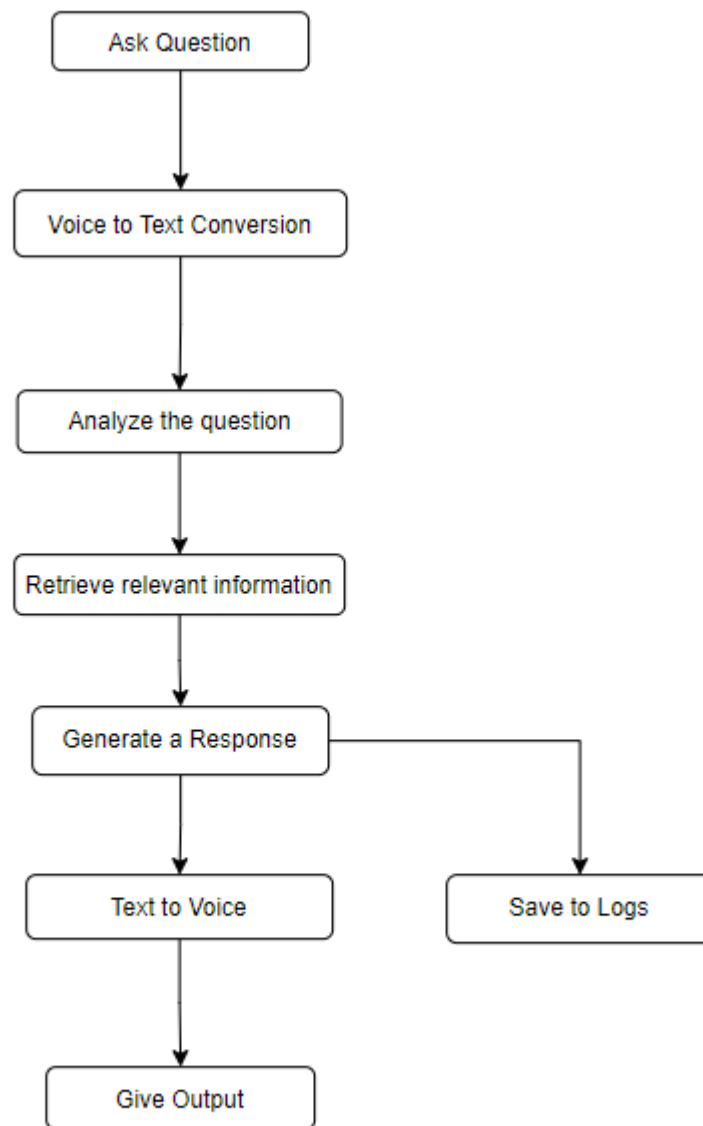 Ask Question
Voice to Text Conversion
Analyze the question
Retrieve relevant information
Generate a Response
Text to Voice
Save to Logs
Give Output